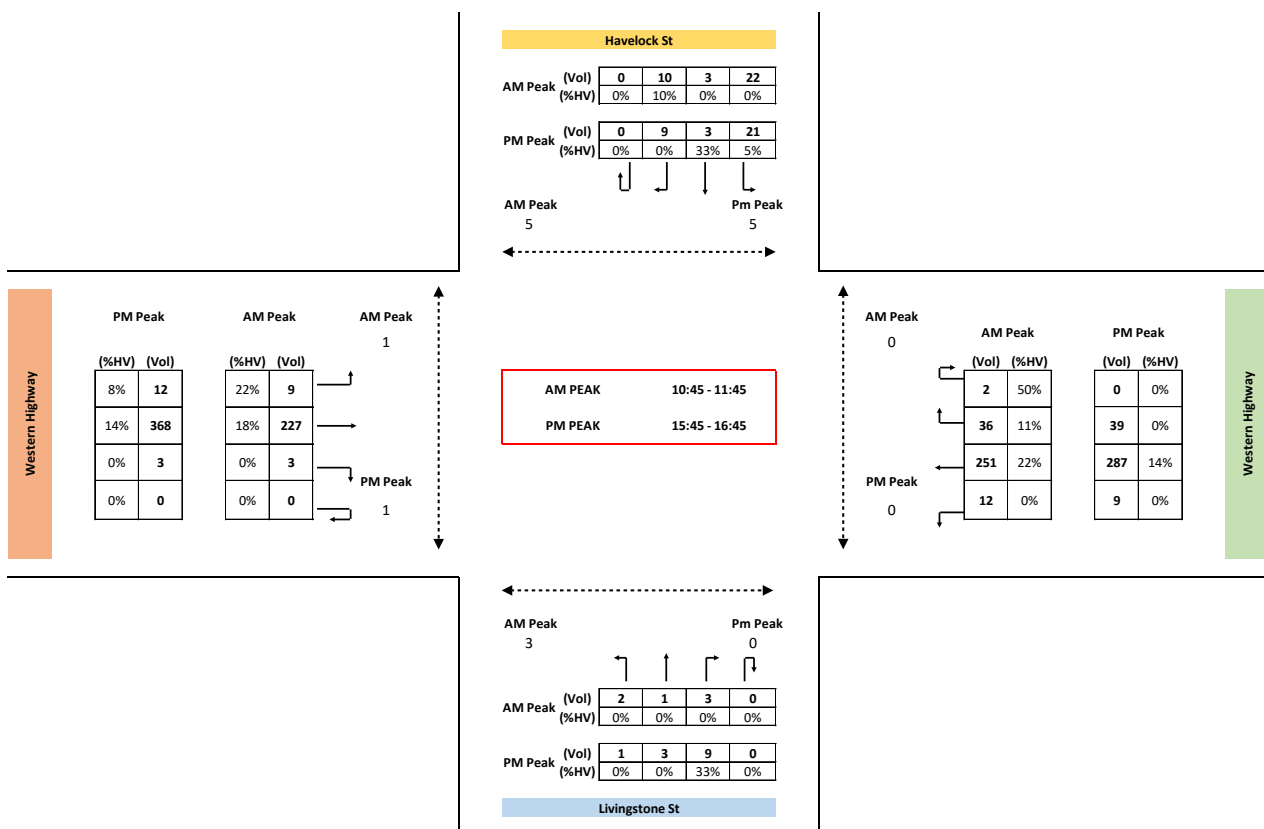 Havelock St
AM Peak (Vol) 0 10 3 22
(%HV) 0% 10% 0% 0%
PM Peak (Vol) 0 9 3 21
(%HV) 0% 0% 33% 5%
AM Peak Pm Peak
5 5
Western Highway
PM Peak AM Peak AM Peak
1
(%HV) (Vol) (%HV) (Vol)
8% 12 22% 9
14% 368 18% 227
0% 3 0% 3
0% 0 0% 0
PM Peak
1
AM PEAK 10:45 - 11:45
PM PEAK 15:45 - 16:45
AM Peak
0
AM Peak PM Peak
(Vol) (%HV) (Vol) (%HV)
2 50% 0 0%
36 11% 39 0%
251 22% 287 14%
12 0% 9 0%
PM Peak
0
Western Highway
AM Peak Pm Peak
3 0
AM Peak (Vol) 2 1 3 0
(%HV) 0% 0% 0% 0%
PM Peak (Vol) 1 3 9 0
(%HV) 0% 0% 33% 0%
Livingstone St